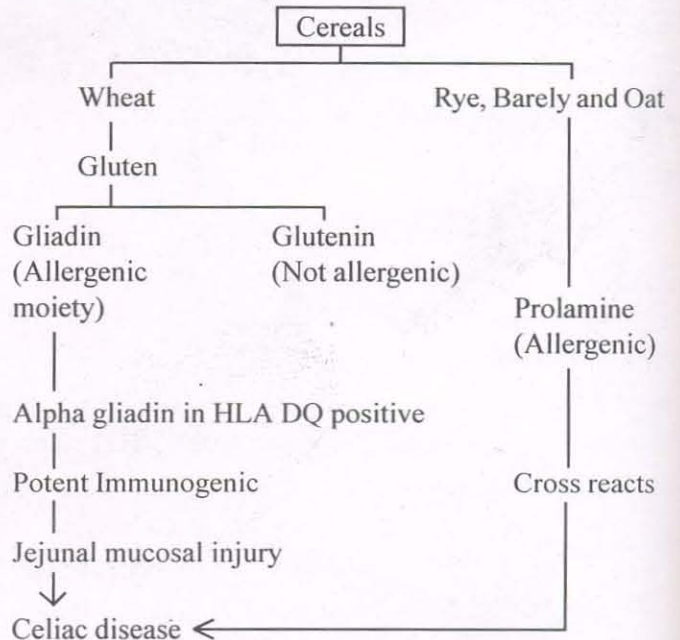 Cereals
Wheat
Rye, Barely and Oat
Gluten
Gliadin
(Allergenic
moiety)
Glutenin
(Not allergenic)
Prolamine
(Allergenic)
Alpha gliadin in HLA DQ positive
Potent Immunogenic
Cross reacts
Jejunal mucosal injury
Celiac disease